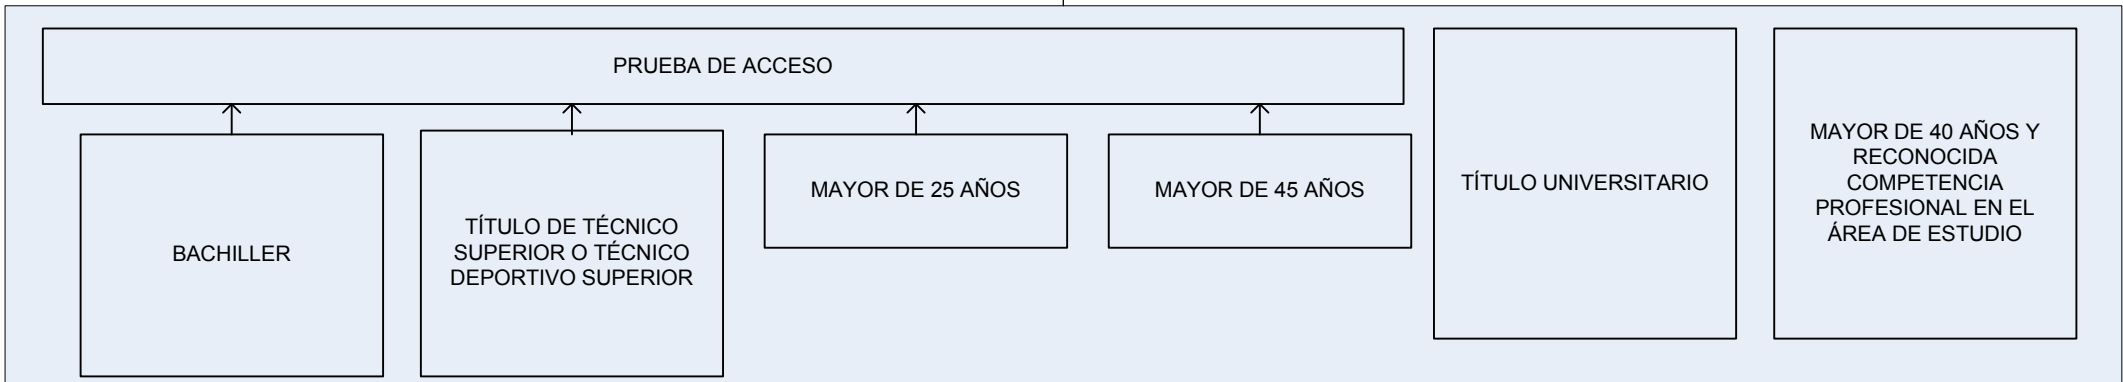 PRUEBA DE ACCESO
BACHILLER
TÍTULO DE TÉCNICO
SUPERIOR O TÉCNICO
DEPORTIVO SUPERIOR
MAYOR DE 25 AÑOS
MAYOR DE 45 AÑOS
TÍTULO UNIVERSITARIO
MAYOR DE 40 AÑOS Y
RECONOCIDA
COMPETENCIA
PROFESIONAL EN EL
ÁREA DE ESTUDIO